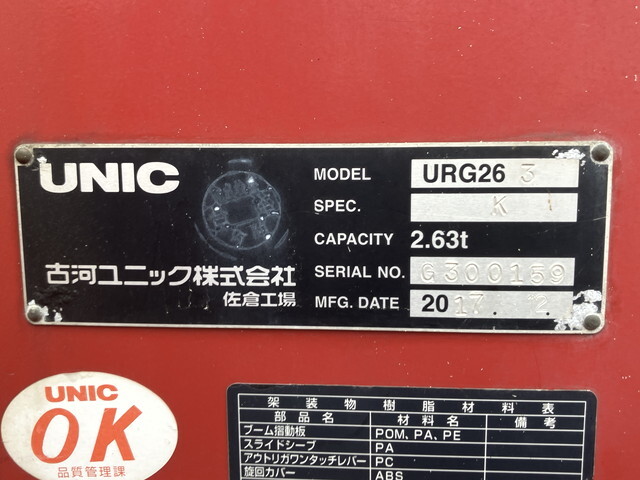 UNIC
MODEL URG26 3
SPEC. K
CAPACITY 2.63t
SERIAL NO. G300159
MFG. DATE 2017. 2.
古河ユニック株式会社
佐倉工場
UNIC
OK
品質管理課
架装物樹脂材料表
部品名 材料名 備考
ブーム摺動板 POM, PA, PE
スライドシーブ PA
アウトリガワンタッチレバー PC
旋回カバー ABS